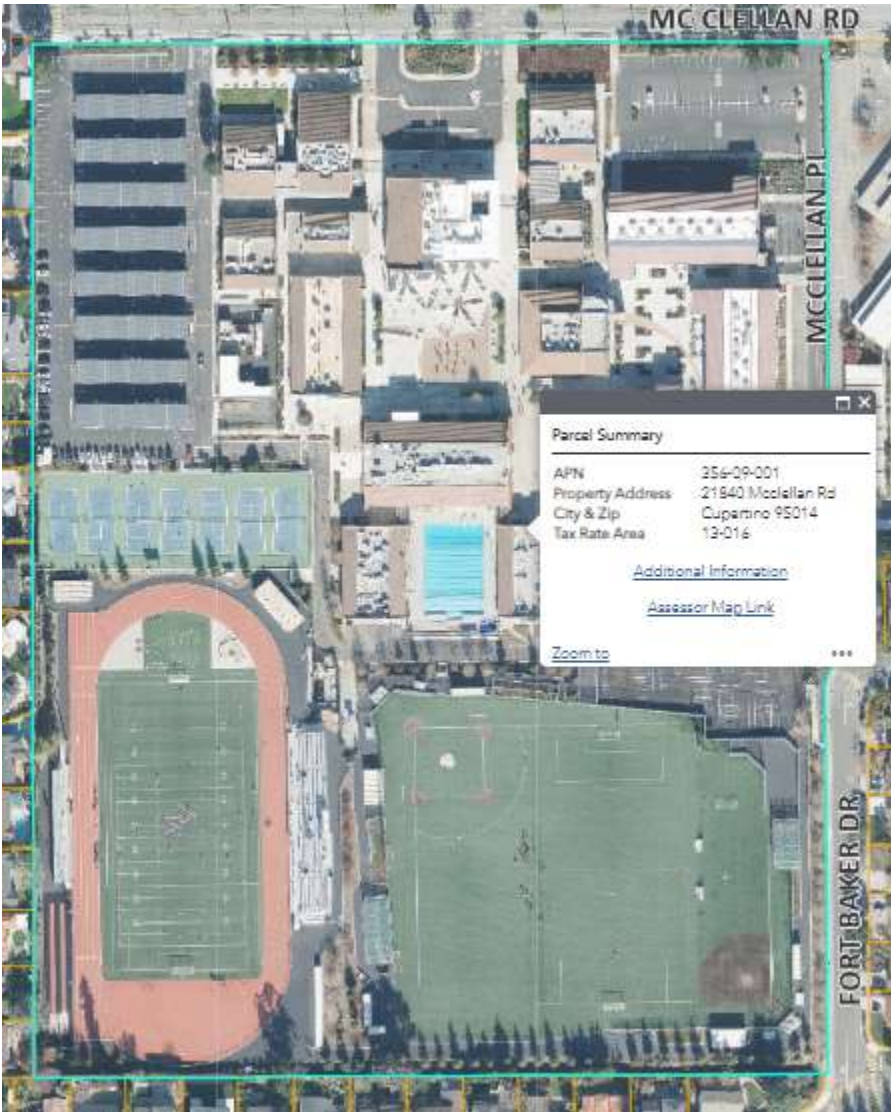 MC CLELLAN RD
MCCLELLAN PL
Parcel Summary
APN 356-09-001
Property Address 21840 Mcclellan Rd
City & Zip Cupertino 95014
Tax Rate Area 13-016
Additional Information
Assessor Map Link
Zoom to
•••
FORT BAKER DR